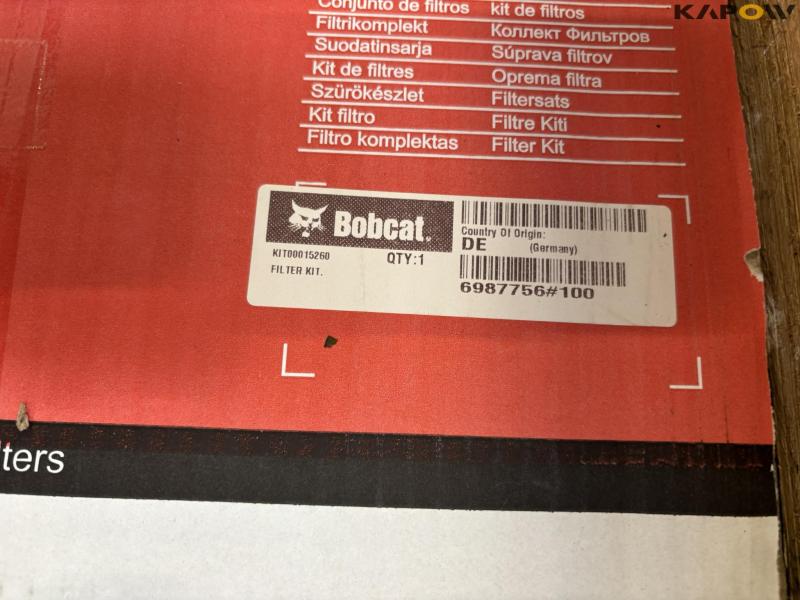 KAPOW
Conjunto de filtros kit de filtros
Filtrikomplekt Коллект Фильтров
Suodatinsarja Súprava filtrov
Kit de filtres Oprema filtra
Szűrőkészlet Filtersats
Kit filtro Filtre Kiti
Filtro komplektas Filter Kit
Bobcat.
KIT00015260 QTY:1
FILTER KIT.
Country Of Origin:
DE (Germany)
6987756#100
lters